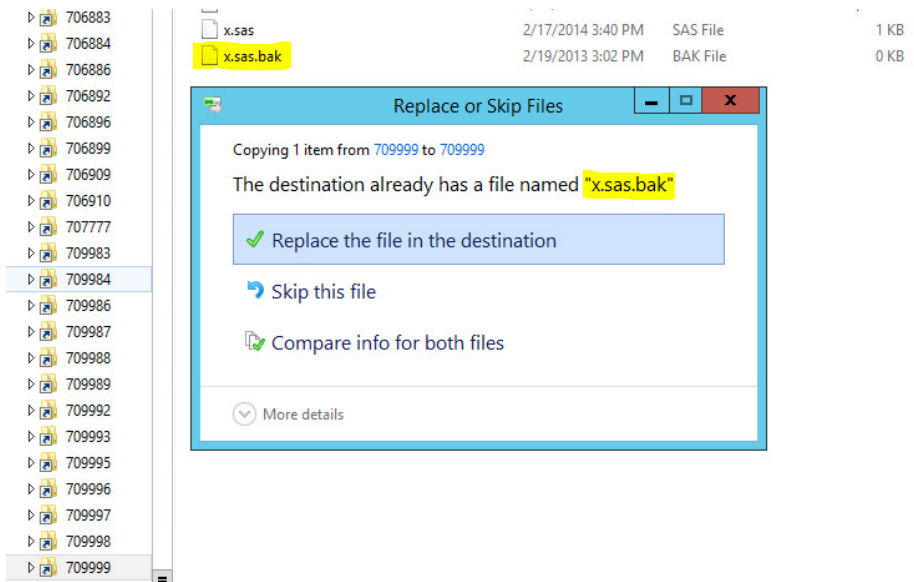 706883
706884
706886
706892
706896
706899
706909
706910
707777
709983
709984
709986
709987
709988
709989
709992
709993
709995
709996
709997
709998
709999
x.sas 2/17/2014 3:40 PM SAS File 1 KB
x.sas.bak 2/19/2013 3:02 PM BAK File 0 KB
Replace or Skip Files
Copying 1 item from 709999 to 709999
The destination already has a file named "x.sas.bak"
Replace the file in the destination
Skip this file
Compare info for both files
More details